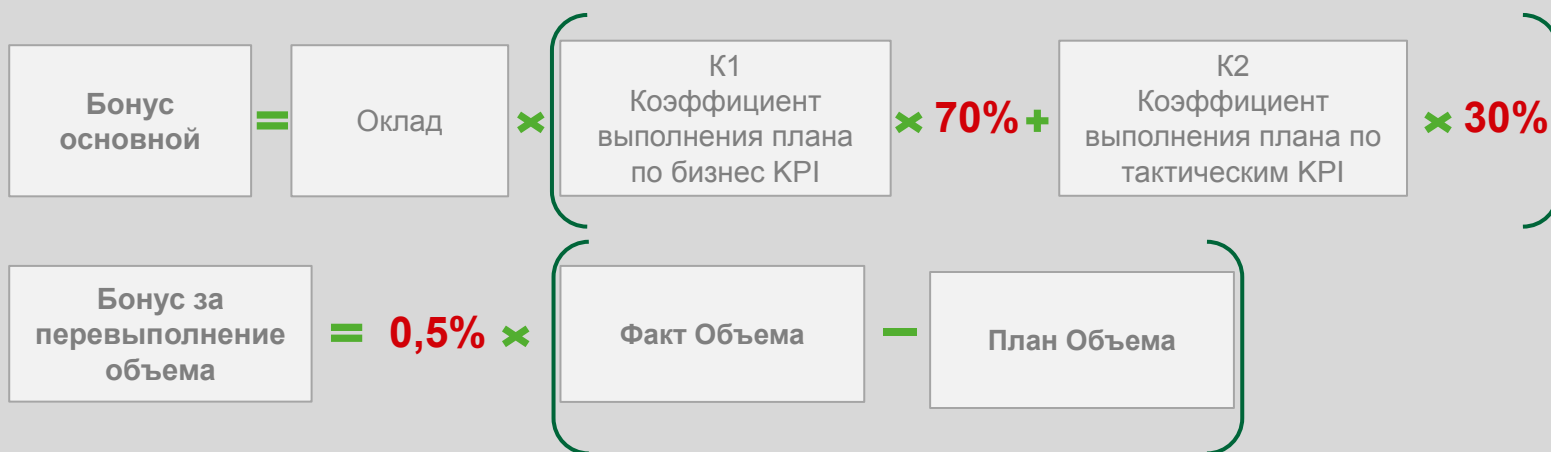 Бонус
основной
=
Оклад
×
(
К1
Коэффициент
выполнения плана
по бизнес KPI
× 70% +
К2
Коэффициент
выполнения плана по
тактическим KPI
× 30%
)
Бонус за
перевыполнение
объема
= 0,5% ×
(
Факт Объема
–
План Объема
)